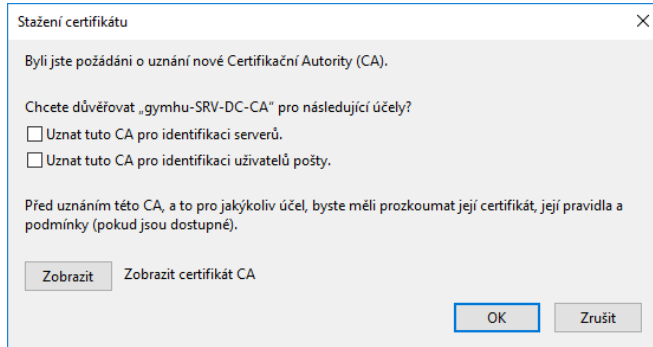 Stažení certifikátu
Byli jste požádáni o uznání nové Certifikační Autority (CA).
Chcete důvěřovat „gymhu-SRV-DC-CA“ pro následující účely?
Uznat tuto CA pro identifikaci serverů.
Uznat tuto CA pro identifikaci uživatelů pošty.
Před uznáním této CA, a to pro jakýkoliv účel, byste měli prozkoumat její certifikát, její pravidla a
podmínky (pokud jsou dostupné).
Zobrazit Zobrazit certifikát CA
OK Zrušit